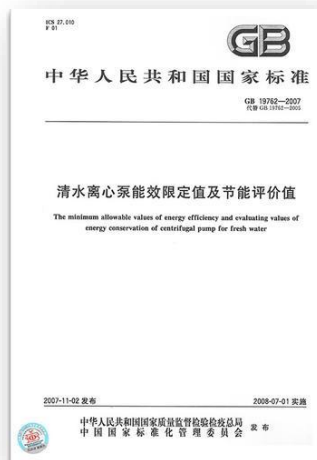 ICS 27.010
F 01
GB
中华人民共和国国家标准
GB 19762—2007
代替 GB 19762—2005
清水离心泵能效限定值及节能评价值
The minimum allowable values of energy efficiency and evaluating values of
energy conservation of centrifugal pump for fresh water
2007-11-02 发布
2008-07-01 实施
中华人民共和国国家质量监督检验检疫总局
中国国家标准化管理委员会
发布